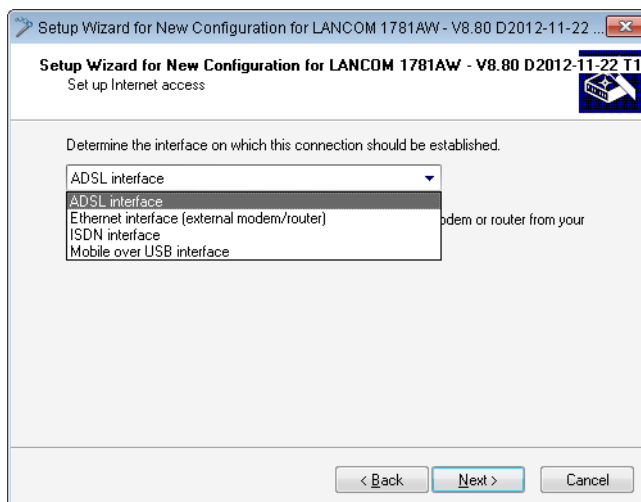 Setup Wizard for New Configuration for LANCOM 1781AW - V8.80 D2012-11-22 ...
Setup Wizard for New Configuration for LANCOM 1781AW - V8.80 D2012-11-22 T1
Set up Internet access
Determine the interface on which this connection should be established.
ADSL interface
ADSL interface
Ethernet interface (external modem/router)
odem or router from your
ISDN interface
Mobile over USB interface
< Back
Next >
Cancel